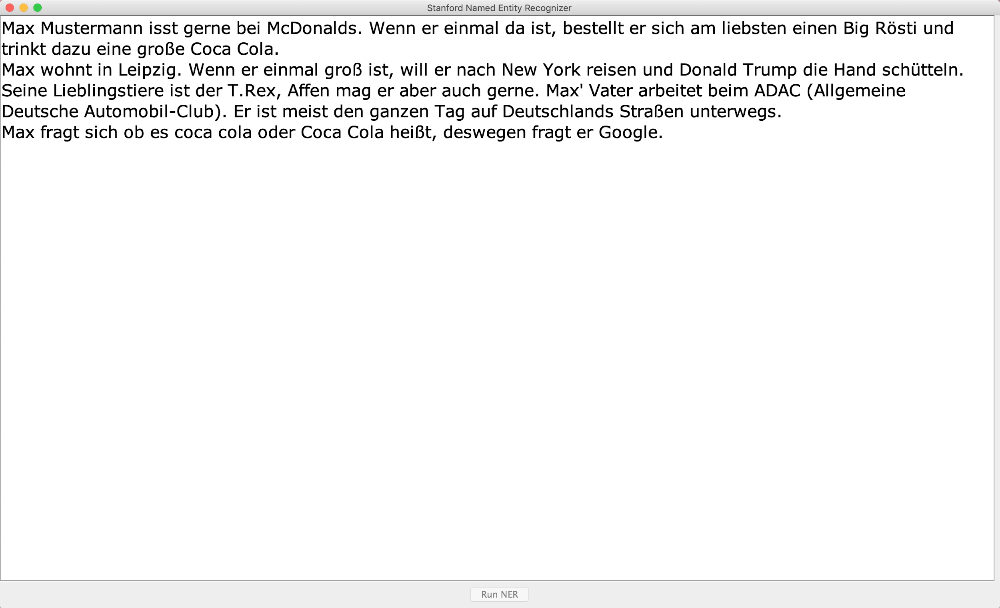 Stanford Named Entity Recognizer
Max Mustermann isst gerne bei McDonalds. Wenn er einmal da ist, bestellt er sich am liebsten einen Big Rösti und
trinkt dazu eine große Coca Cola.
Max wohnt in Leipzig. Wenn er einmal groß ist, will er nach New York reisen und Donald Trump die Hand schütteln.
Seine Lieblingstiere ist der T.Rex, Affen mag er aber auch gerne. Max' Vater arbeitet beim ADAC (Allgemeine
Deutsche Automobil-Club). Er ist meist den ganzen Tag auf Deutschlands Straßen unterwegs.
Max fragt sich ob es coca cola oder Coca Cola heißt, deswegen fragt er Google.
Run NER